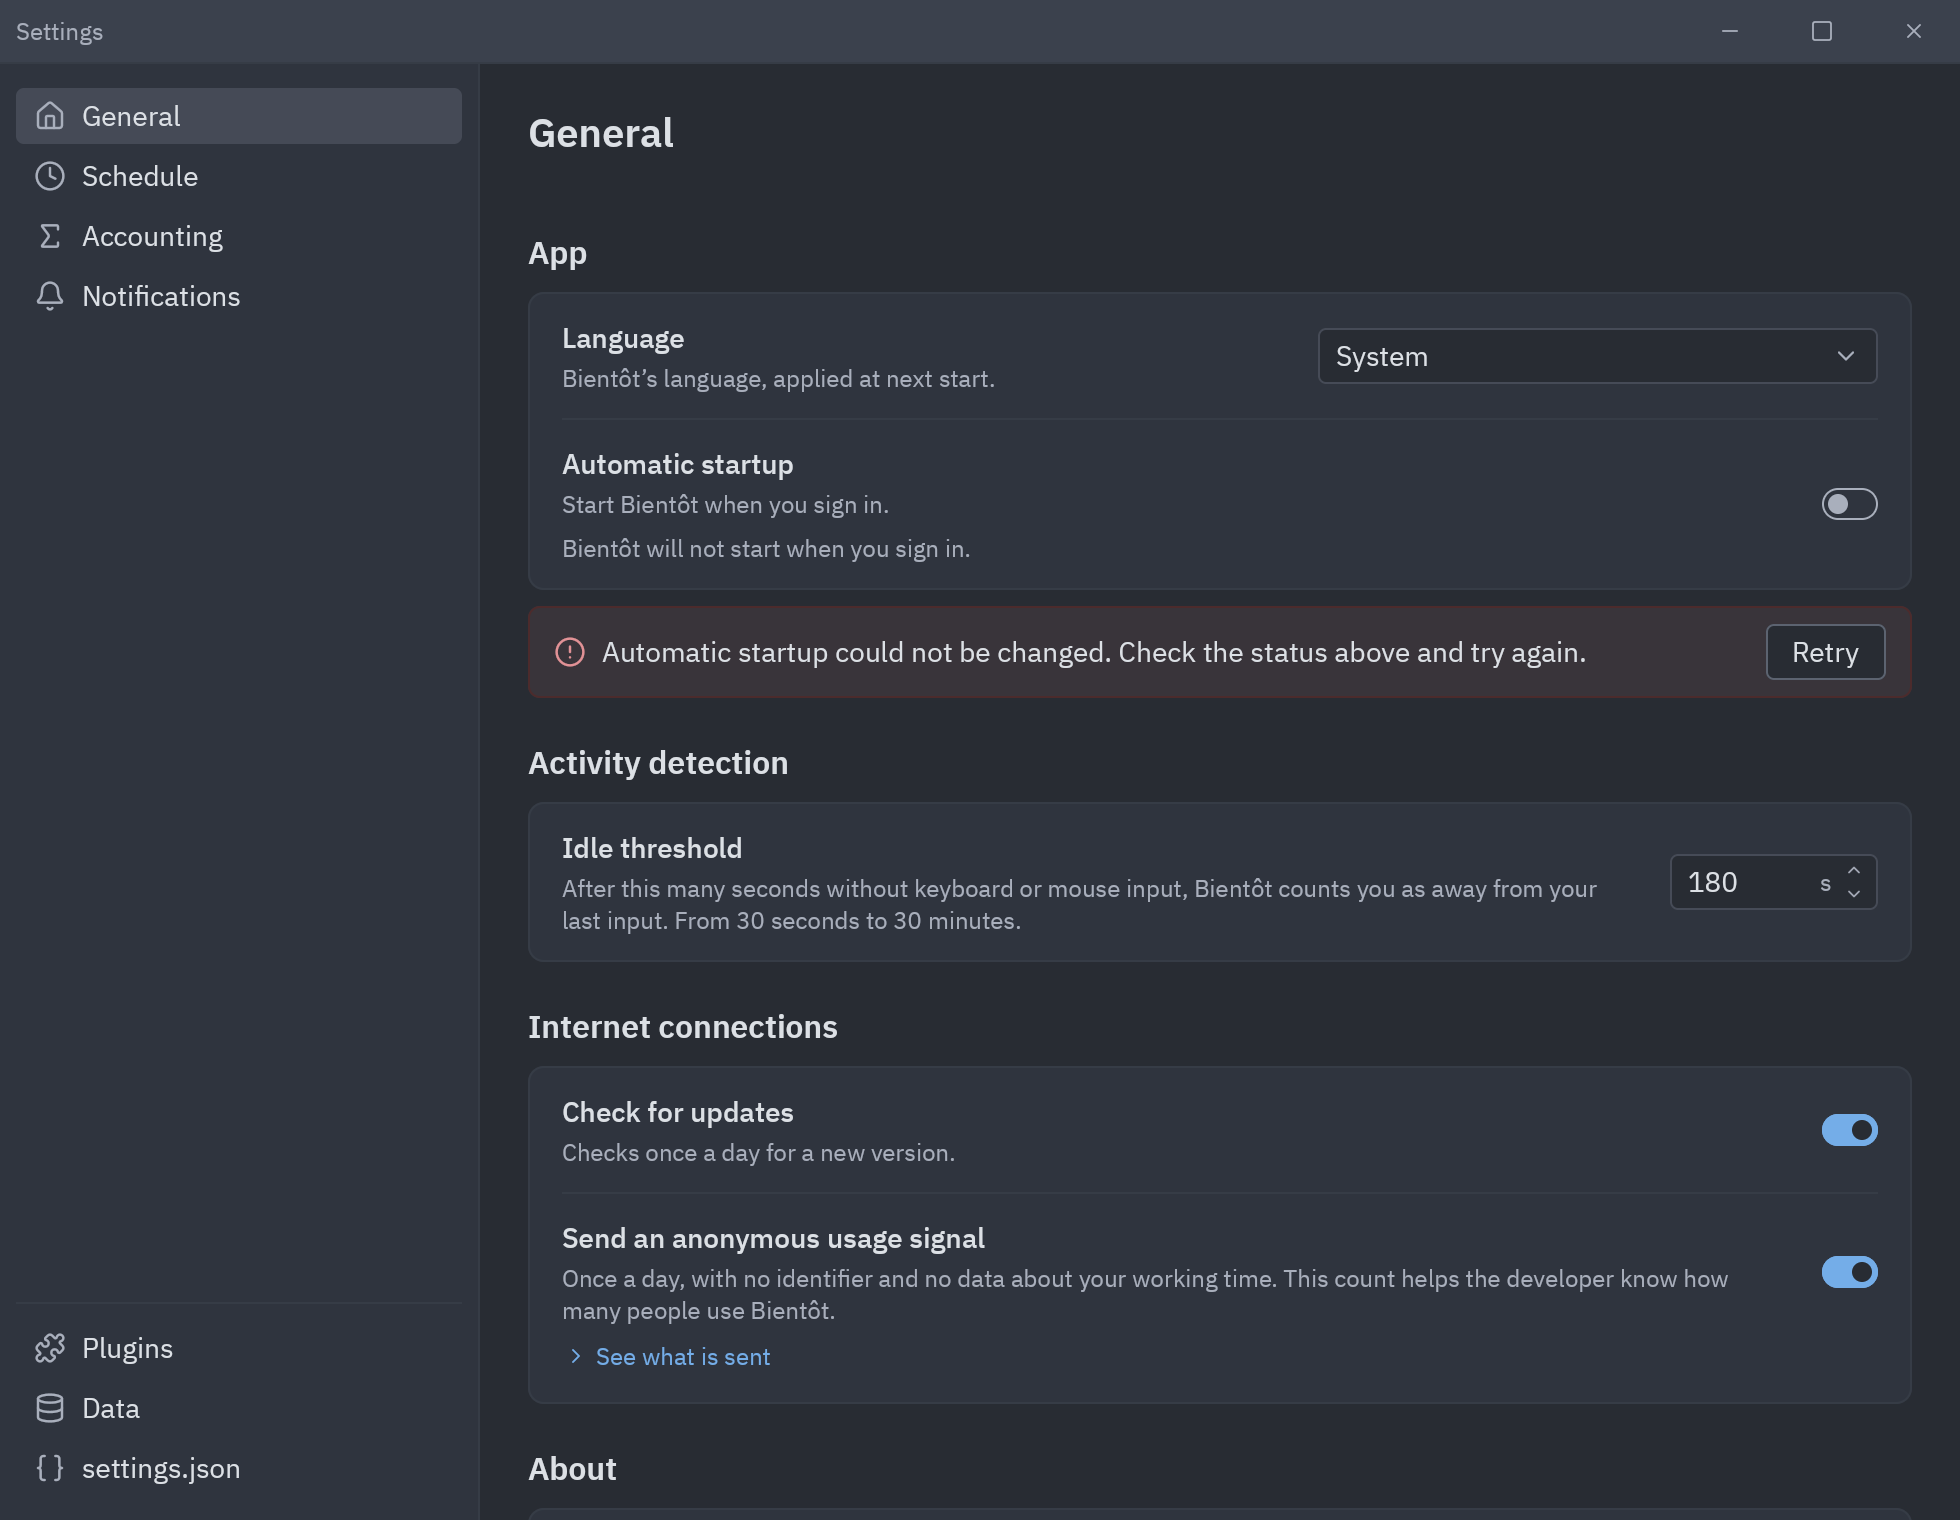 Settings
General
Schedule
Accounting
Notifications
Plugins
Data
settings.json
General
App
Language
Bientôt’s language, applied at next start.
System
Automatic startup
Start Bientôt when you sign in.
Bientôt will not start when you sign in.
Automatic startup could not be changed. Check the status above and try again.
Retry
Activity detection
Idle threshold
After this many seconds without keyboard or mouse input, Bientôt counts you as away from your
last input. From 30 seconds to 30 minutes.
180 s
Internet connections
Check for updates
Checks once a day for a new version.
Send an anonymous usage signal
Once a day, with no identifier and no data about your working time. This count helps the developer know how
many people use Bientôt.
See what is sent
About